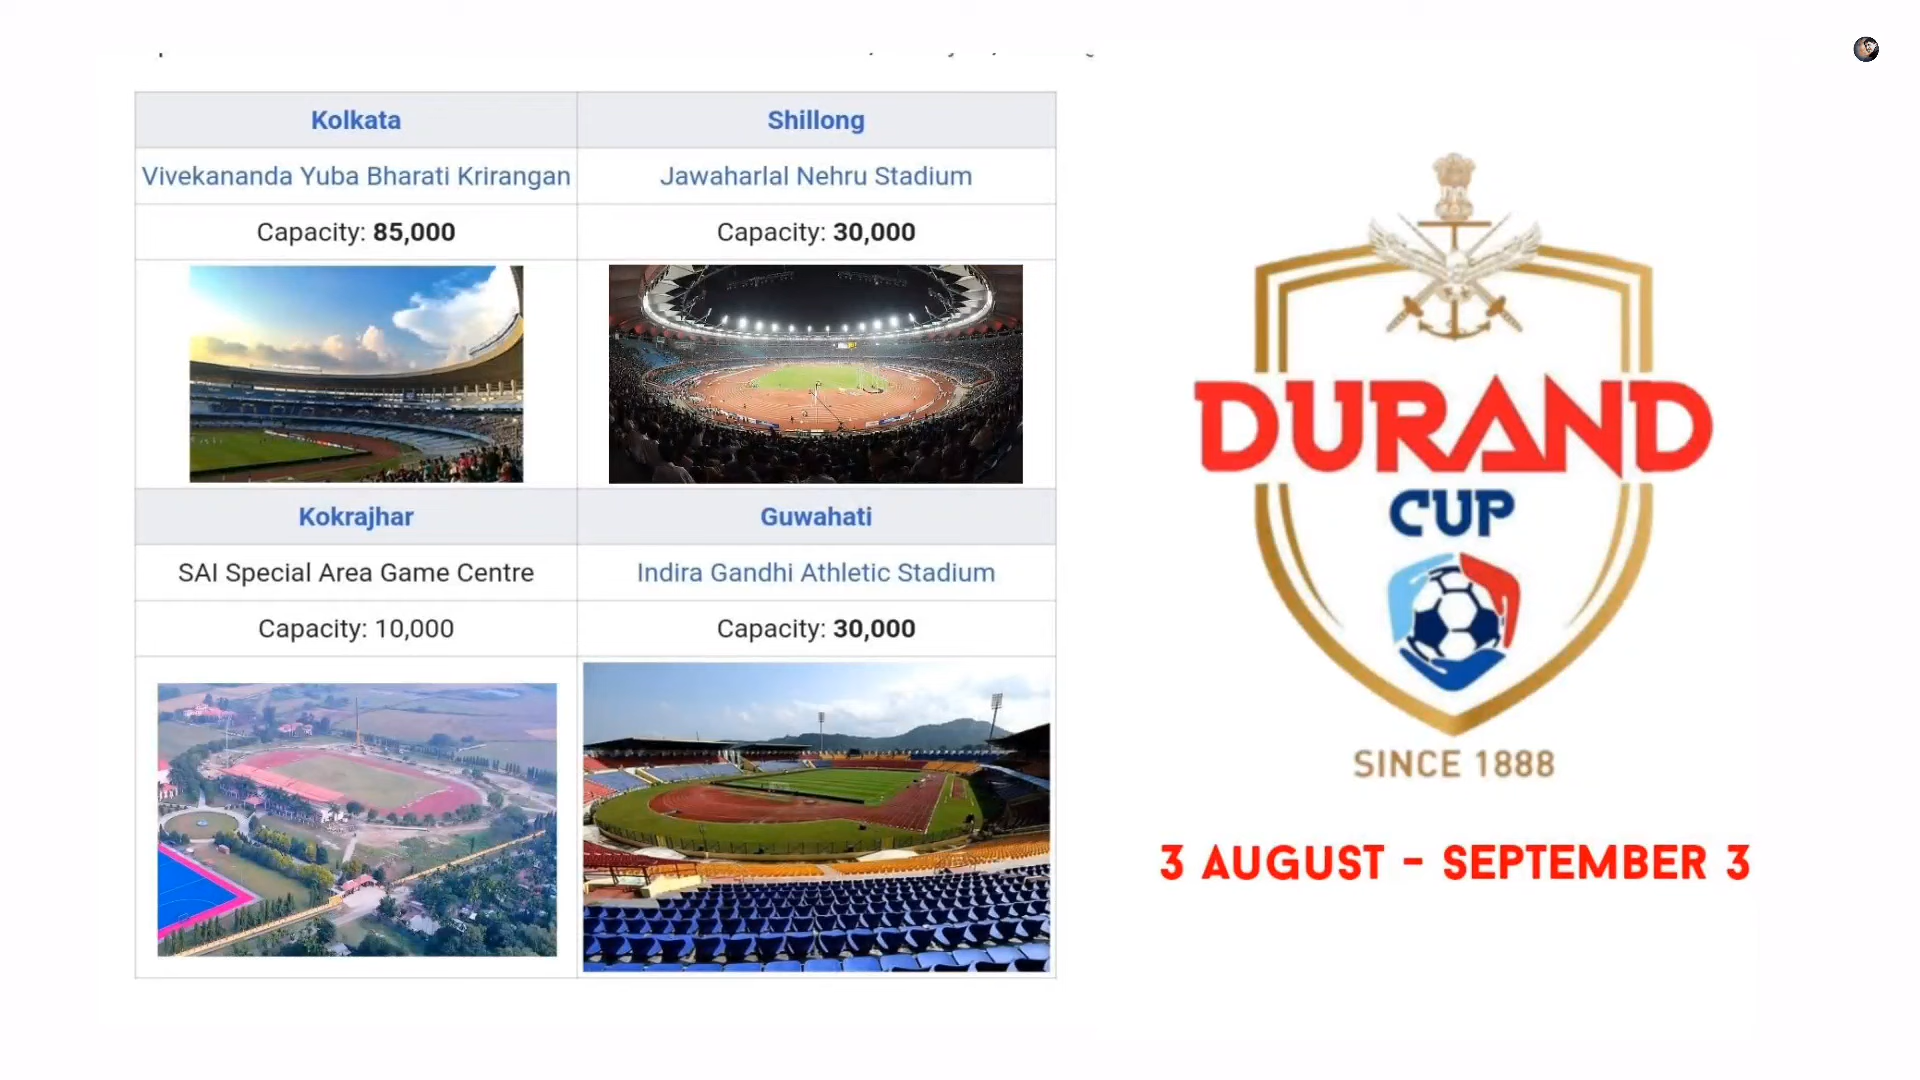 Kolkata
Shillong
Vivekananda Yuba Bharati Krirangan
Jawaharlal Nehru Stadium
Capacity: 85,000
Capacity: 30,000
Kokrajhar
Guwahati
SAI Special Area Game Centre
Indira Gandhi Athletic Stadium
Capacity: 10,000
Capacity: 30,000
DURAND
CUP
SINCE 1888
3 AUGUST - SEPTEMBER 3